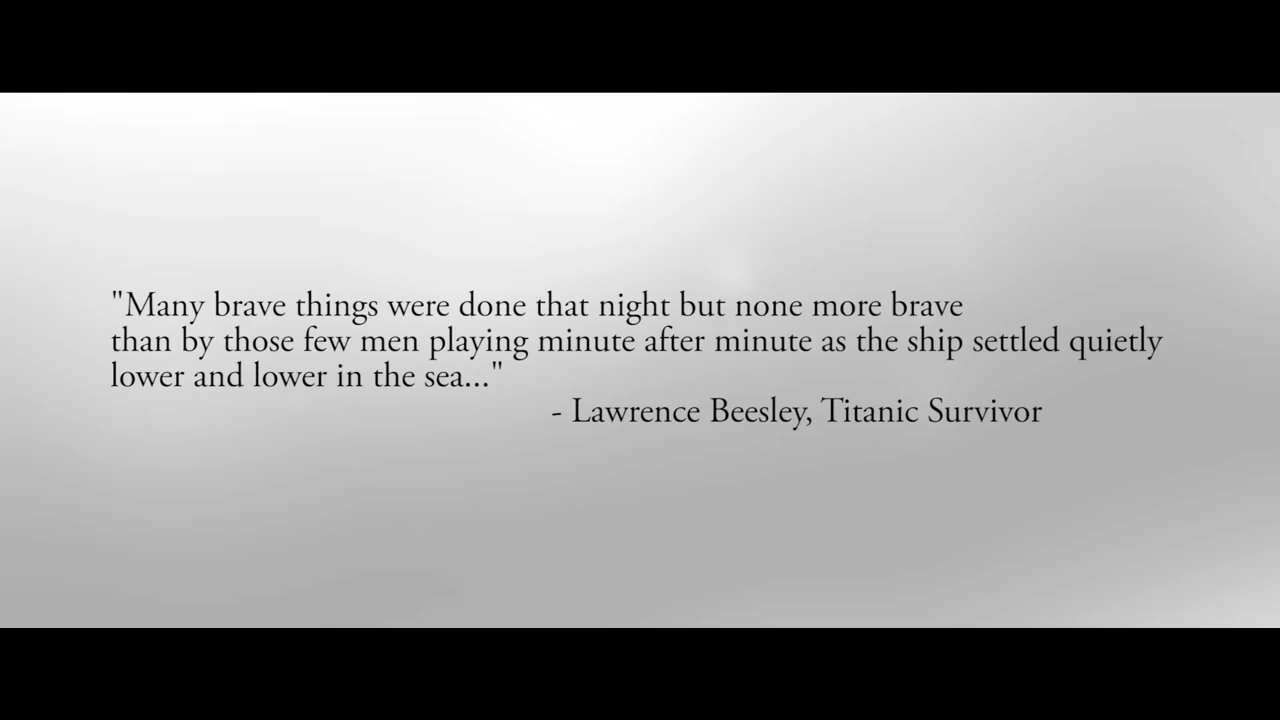 "Many brave things were done that night but none more brave
than by those few men playing minute after minute as the ship settled quietly
lower and lower in the sea..."
- Lawrence Beesley, Titanic Survivor